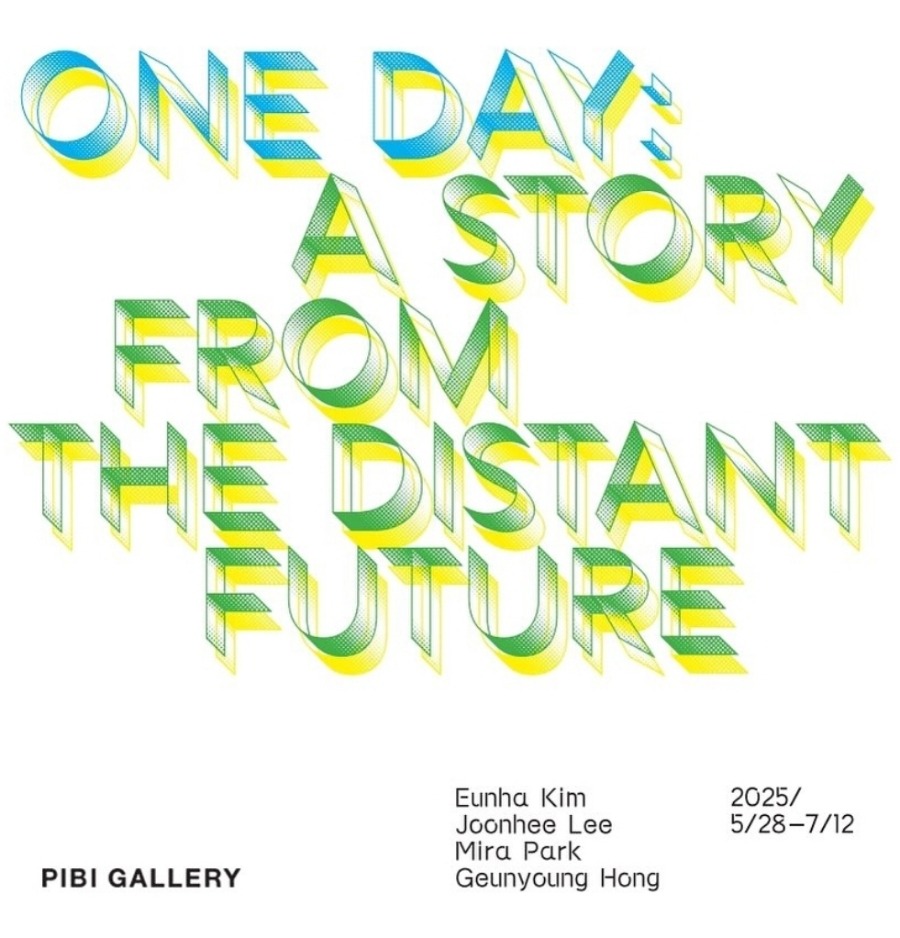 ONE DAY:
A STORY
FROM
THE DISTANT
FUTURE
Eunha Kim
Joonhee Lee
Mira Park
Geunyoung Hong
2025/
5/28–7/12
PIBI GALLERY